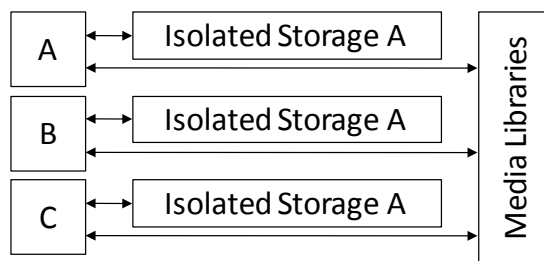 A
Isolated Storage A
B
Isolated Storage A
C
Isolated Storage A
Media Libraries